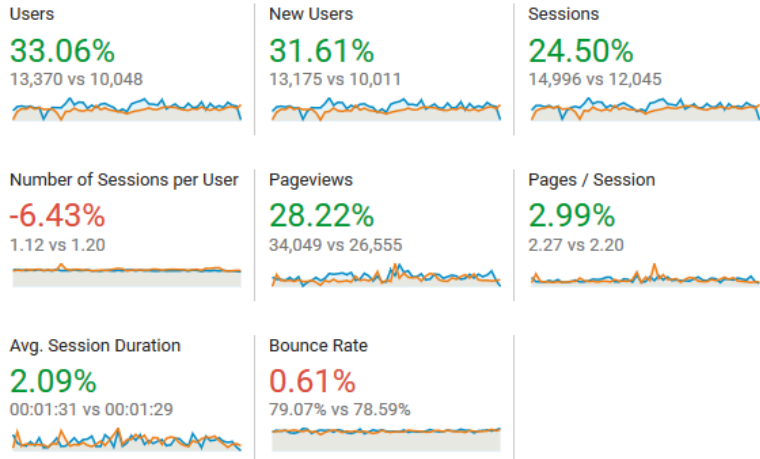 Users
33.06%
13,370 vs 10,048
New Users
31.61%
13,175 vs 10,011
Sessions
24.50%
14,996 vs 12,045
Number of Sessions per User
-6.43%
1.12 vs 1.20
Pageviews
28.22%
34,049 vs 26,555
Pages / Session
2.99%
2.27 vs 2.20
Avg. Session Duration
2.09%
00:01:31 vs 00:01:29
Bounce Rate
0.61%
79.07% vs 78.59%